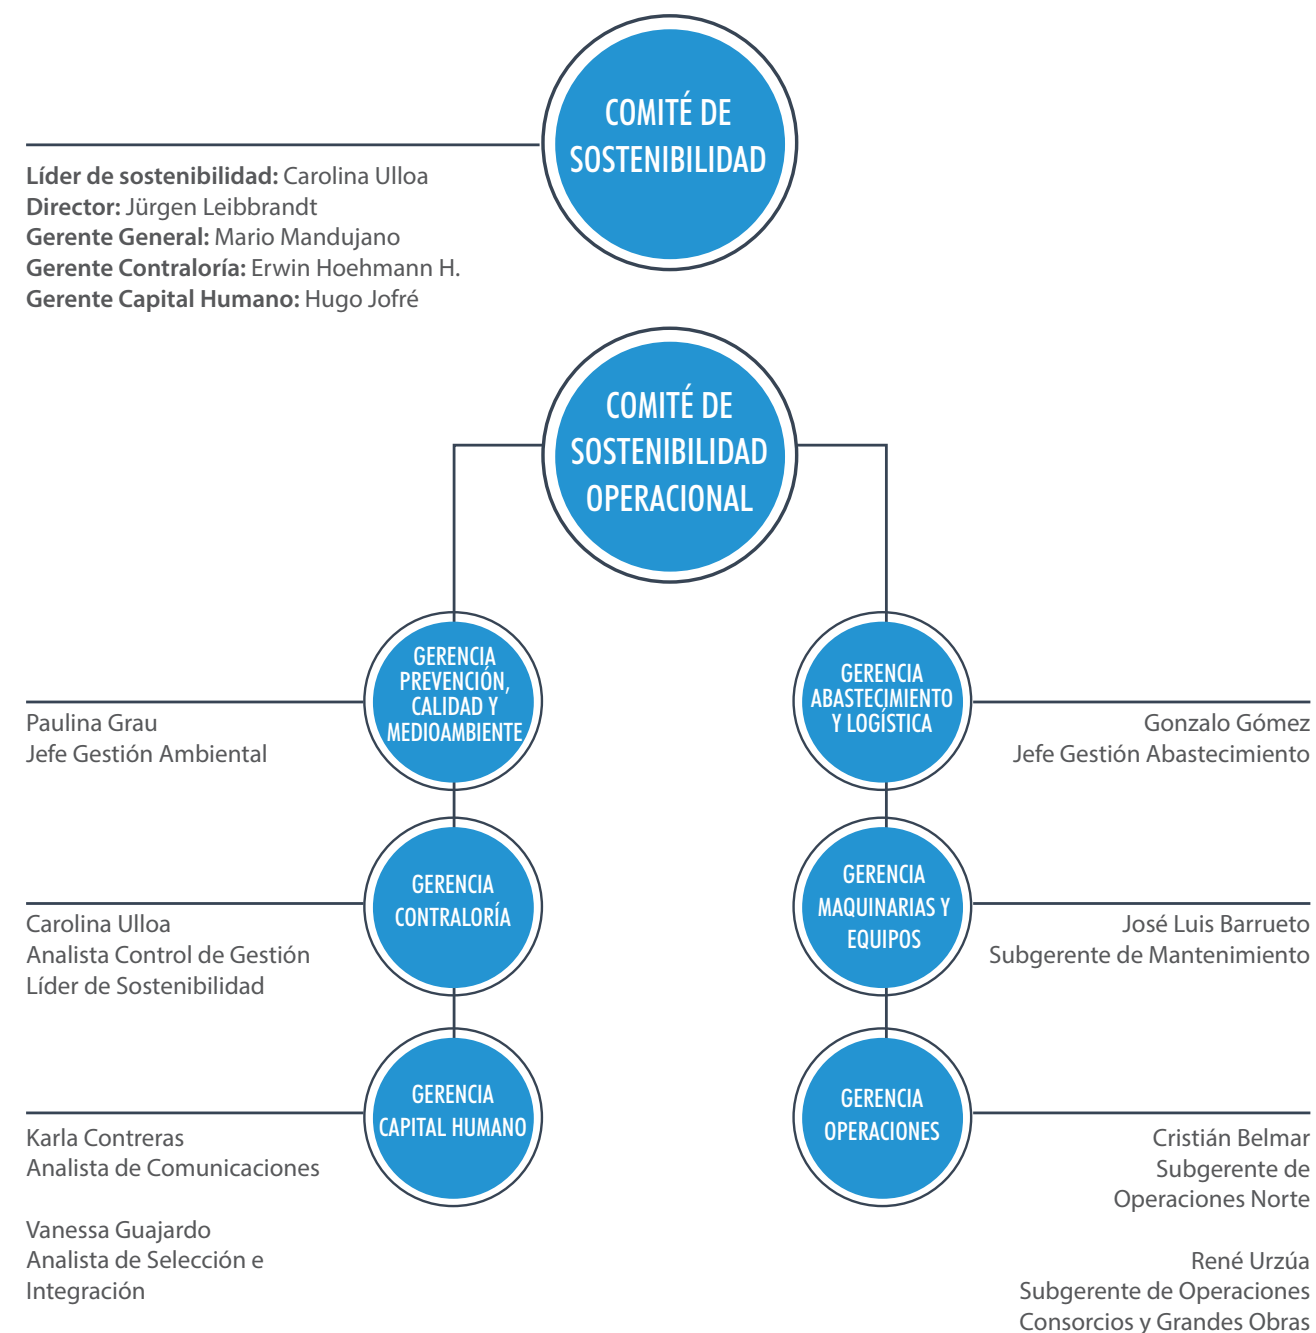 COMITÉ DE
SOSTENIBILIDAD
Líder de sostenibilidad: Carolina Ulloa
Director: Jürgen Leibbrandt
Gerente General: Mario Mandujano
Gerente Contraloría: Erwin Hoehmann H.
Gerente Capital Humano: Hugo Jofré
COMITÉ DE
SOSTENIBILIDAD
OPERACIONAL
GERENCIA
PREVENCIÓN,
CALIDAD Y
MEDIOAMBIENTE
Paulina Grau
Jefe Gestión Ambiental
GERENCIA
ABASTECIMIENTO
Y LOGÍSTICA
Gonzalo Gómez
Jefe Gestión Abastecimiento
GERENCIA
CONTRALORÍA
Carolina Ulloa
Analista Control de Gestión
Líder de Sostenibilidad
GERENCIA
MAQUINARIAS Y
EQUIPOS
José Luis Barrueto
Subgerente de Mantenimiento
GERENCIA
CAPITAL HUMANO
Karla Contreras
Analista de Comunicaciones
Vanessa Guajardo
Analista de Selección e
Integración
GERENCIA
OPERACIONES
Cristián Belmar
Subgerente de
Operaciones Norte
René Urzúa
Subgerente de Operaciones
Consorcios y Grandes Obras